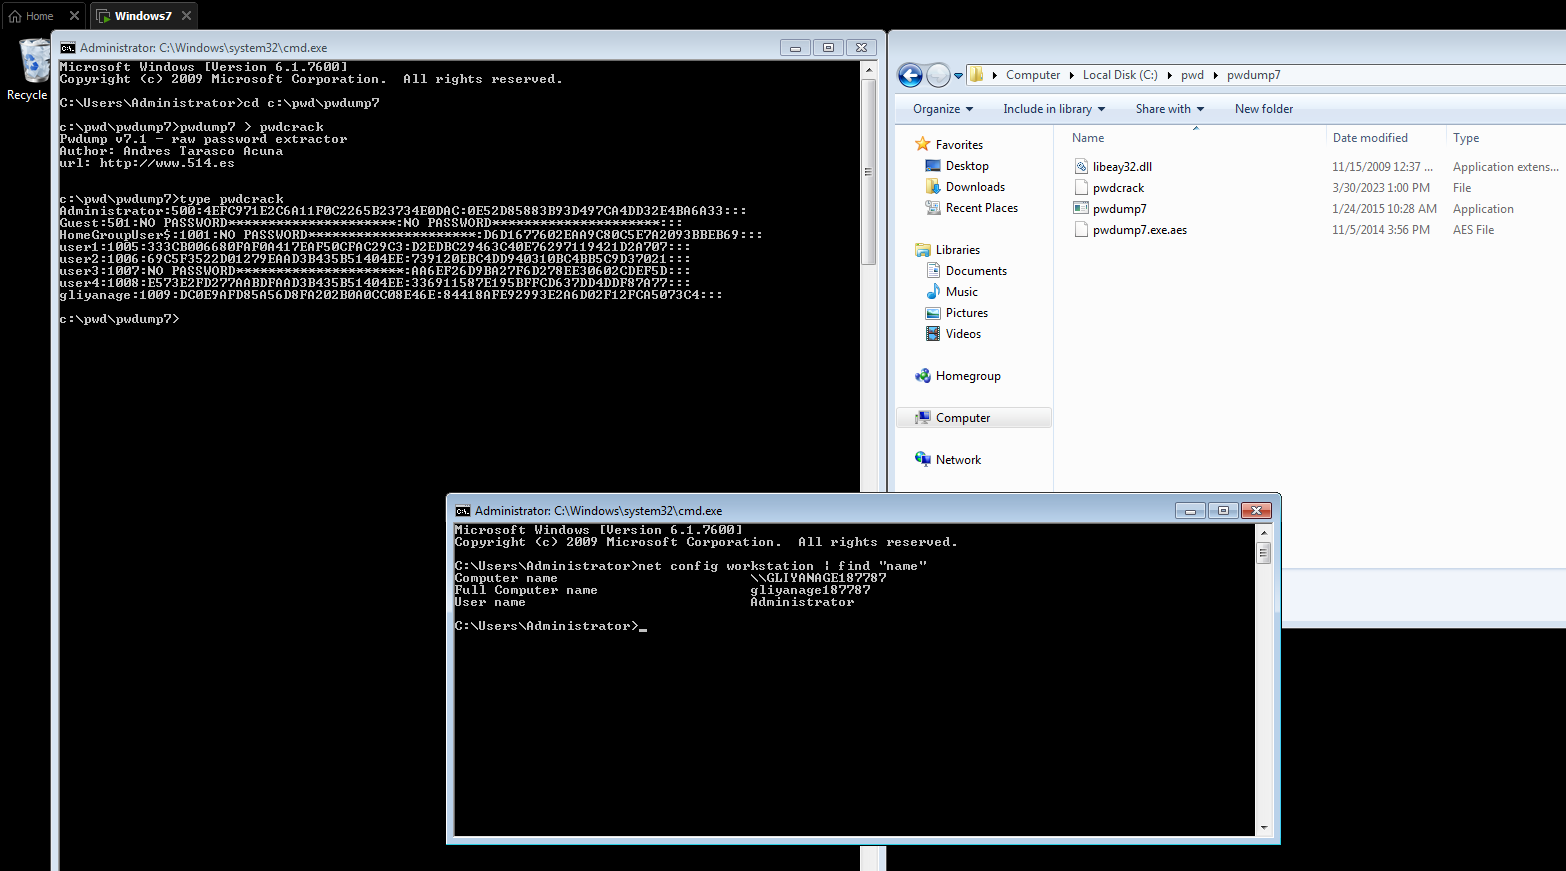 Home
Windows7
Recycle
Administrator: C:\Windows\system32\cmd.exe
Microsoft Windows [Version 6.1.7600]
Copyright (c) 2009 Microsoft Corporation.  All rights reserved.
C:\Users\Administrator>cd c:\pwd\pwdump7
c:\pwd\pwdump7>pwdump7 > pwdcrack
Pwdump v7.1 - raw password extractor
Author: Andres Tarasco Acuna
url: http://www.514.es
c:\pwd\pwdump7>type pwdcrack
Administrator:500:4EFC971E2C6A11F0C2265B23734E0DAC:0E52D85883B93D497CA4DD32E4BA6A33:::
Guest:501:NO PASSWORD*********************:NO PASSWORD*********************:::
HomeGroupUser$:1001:NO PASSWORD*********************:D6D1677602EAA9C80C5E7A2093BBEB69:::
user1:1005:333CB006680FAF0A417EAF50CFAC29C3:D2EDBC29463C40E76297119421D2A707:::
user2:1006:69C5F3522D01279EAAD3B435B51404EE:739120EBC4DD940310BC4BB5C9D37021:::
user3:1007:NO PASSWORD*********************:AA6EF26D9BA27F6D278EE30602CDEF5D:::
user4:1008:E573E2FD277AABDFAAD3B435B51404EE:336911587E195BFFCD637DD4DDF87A77:::
gliyanage:1009:DC0E9AFD85A56D8FA202B0A0CC08E46E:84418AFE92993E2A6D02F12FCA5073C4:::
c:\pwd\pwdump7>
Computer
Local Disk (C:)
pwd
pwdump7
Organize
Include in library
Share with
New folder
Favorites
Desktop
Downloads
Recent Places
Libraries
Documents
Music
Pictures
Videos
Homegroup
Computer
Network
Name Date modified Type
libeay32.dll 11/15/2009 12:37 ... Application extens...
pwdcrack 3/30/2023 1:00 PM File
pwdump7 1/24/2015 10:28 AM Application
pwdump7.exe.aes 11/5/2014 3:56 PM AES File
Administrator: C:\Windows\system32\cmd.exe
Microsoft Windows [Version 6.1.7600]
Copyright (c) 2009 Microsoft Corporation.  All rights reserved.
C:\Users\Administrator>net config workstation | find "name"
Computer name \\GLIYANAGE187787
Full Computer name gliyanage187787
User name Administrator
C:\Users\Administrator>_